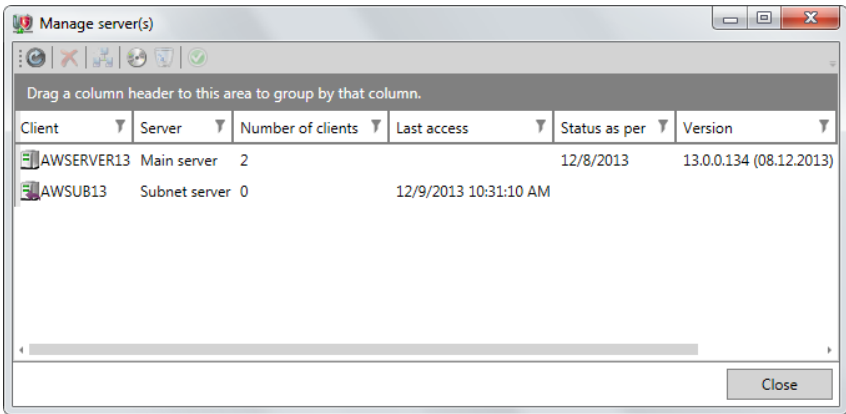 Manage server(s)
Drag a column header to this area to group by that column.
Client Server Number of clients Last access Status as per Version
AWSERVER13 Main server 2 12/8/2013 13.0.0.134 (08.12.2013)
AWSUB13 Subnet server 0 12/9/2013 10:31:10 AM
Close